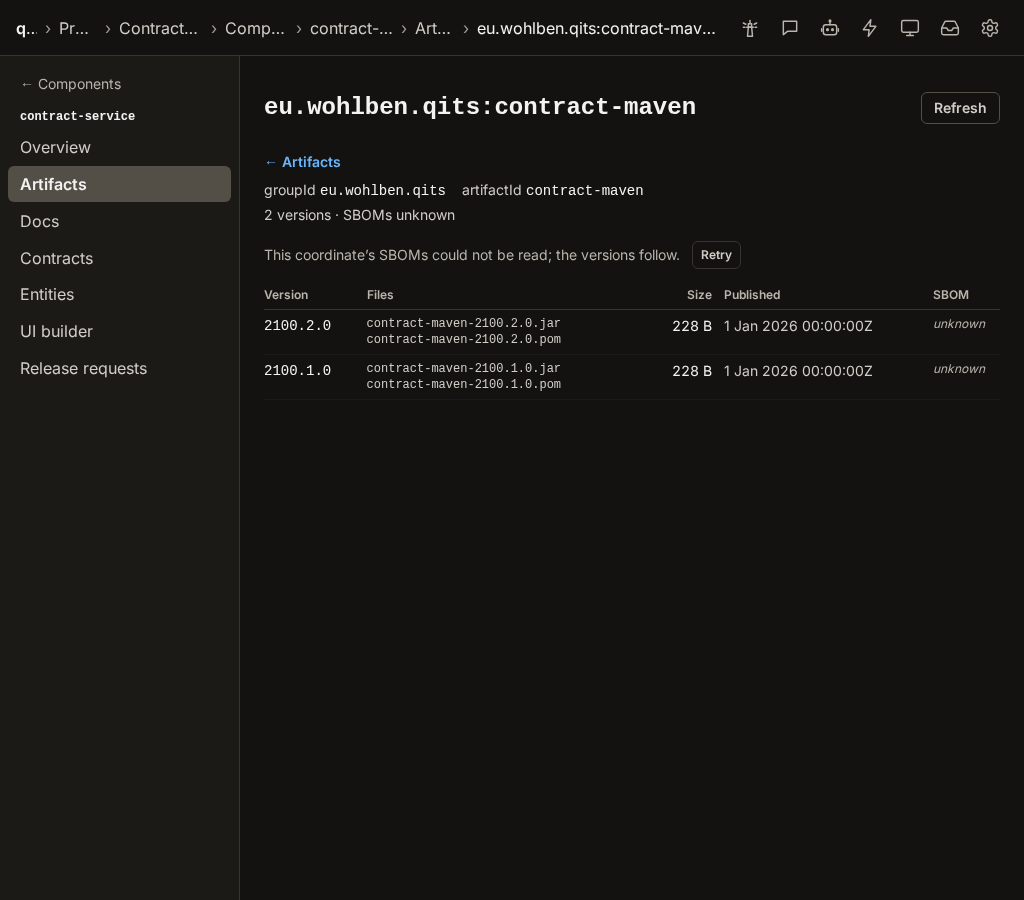 q... › Pr... › Contract... › Comp... › contract-... › Art... › eu.wohlben.qits:contract-mav...
← Components
contract-service
Overview
Artifacts
Docs
Contracts
Entities
UI builder
Release requests
eu.wohlben.qits:contract-maven
Refresh
← Artifacts
groupId eu.wohlben.qits artifactId contract-maven
2 versions · SBOMs unknown
This coordinate’s SBOMs could not be read; the versions follow. Retry
Version Files Size Published SBOM
2100.2.0 contract-maven-2100.2.0.jar 228 B 1 Jan 2026 00:00:00Z unknown
contract-maven-2100.2.0.pom
2100.1.0 contract-maven-2100.1.0.jar 228 B 1 Jan 2026 00:00:00Z unknown
contract-maven-2100.1.0.pom